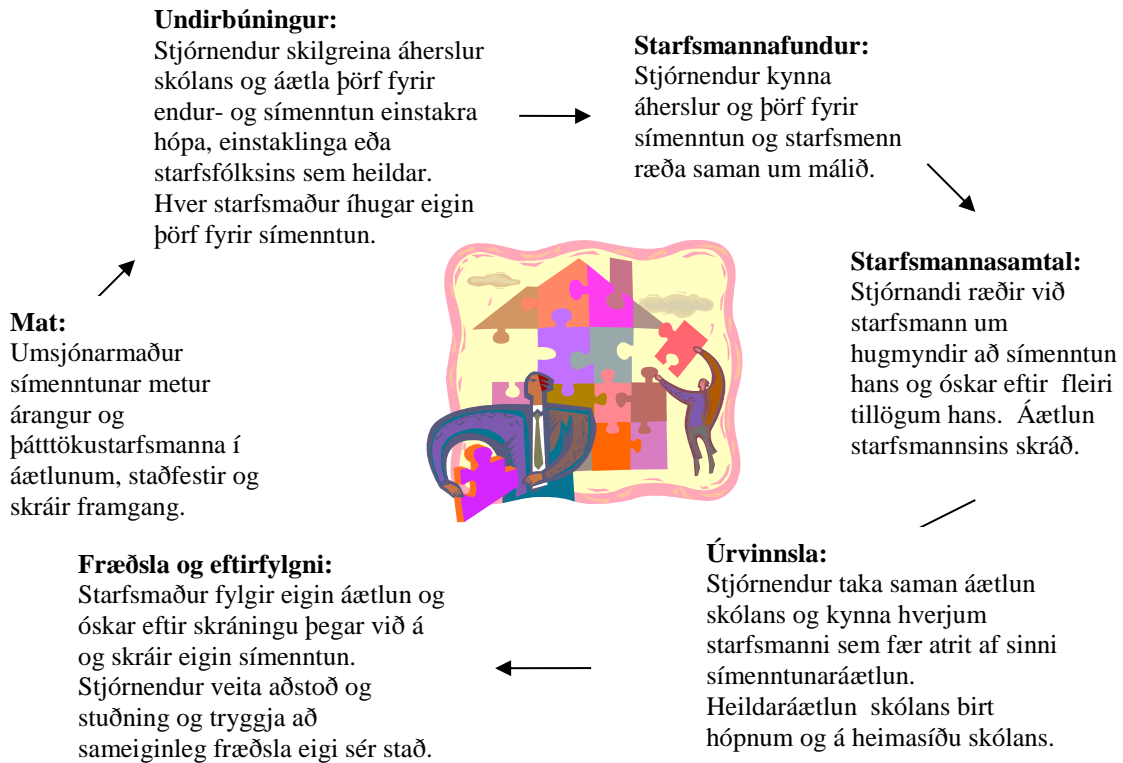 Undirbúningur:
Stjórnendur skilgreina áherslur
skólans og áætla þörf fyrir
endur- og símenntun einstakra
hópa, einstaklinga eða
starfsfólksins sem heildar.
Hver starfsmaður íhugar eigin
þörf fyrir símenntun.
Starfsmannafundur:
Stjórnendur kynna
áherslur og þörf fyrir
símenntun og starfsmenn
ræða saman um málið.
Starfsmannasamtal:
Stjórnandi ræðir við
starfsmann um
hugmyndir að símenntun
hans og óskar eftir  fleiri
tillögum hans.  Áætlun
starfsmannsins skráð.
Úrvinnsla:
Stjórnendur taka saman áætlun
skólans og kynna hverjum
starfsmanni sem fær atrit af sinni
símenntunaráætlun.
Heildaráætlun  skólans birt
hópnum og á heimasíðu skólans.
Fræðsla og eftirfylgni:
Starfsmaður fylgir eigin áætlun og
óskar eftir skráningu þegar við á
og skráir eigin símenntun.
Stjórnendur veita aðstoð og
stuðning og tryggja að
sameiginleg fræðsla eigi sér stað.
Mat:
Umsjónarmaður
símenntunar metur
árangur og
þátttökustarfsmanna í
áætlunum, staðfestir og
skráir framgang.